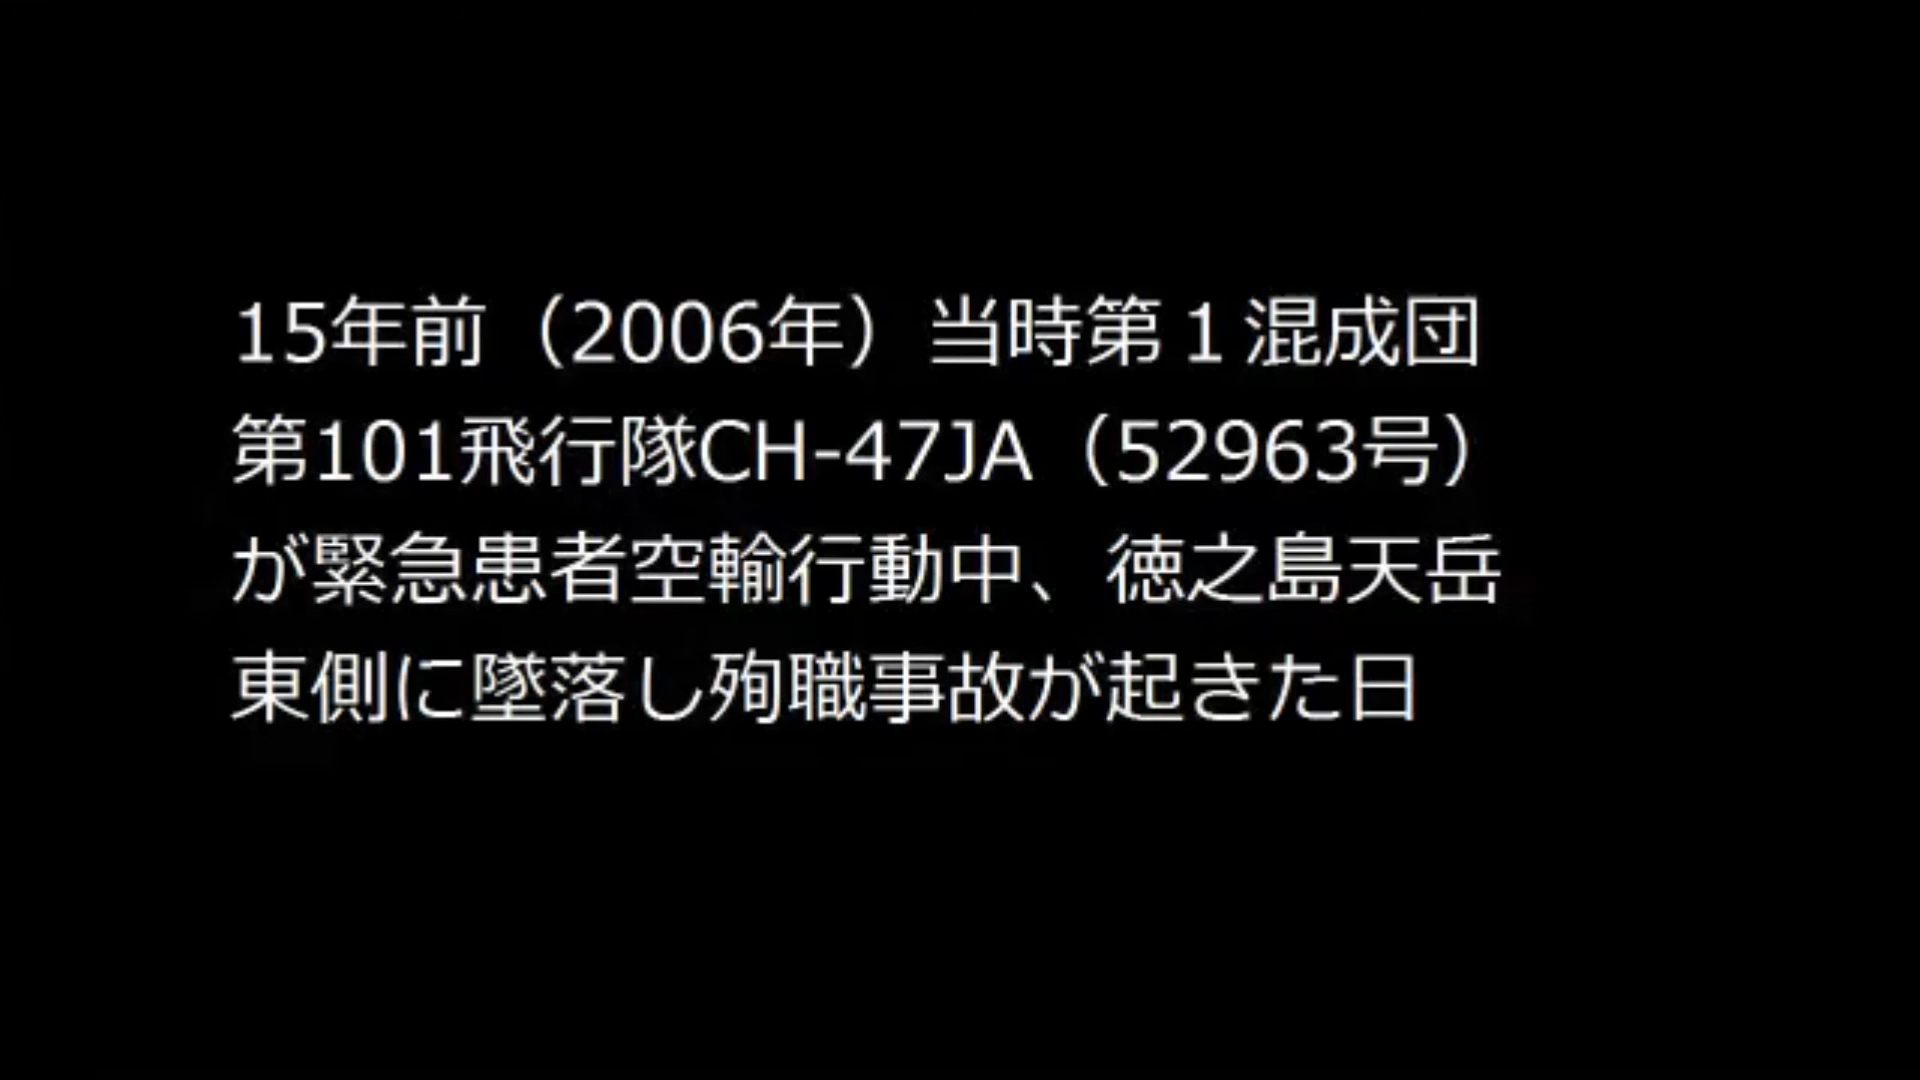 15年前（2006年）当時第１混成団
第101飛行隊CH-47JA（52963号）
が緊急患者空輸行動中、徳之島天岳
東側に墜落し殉職事故が起きた日